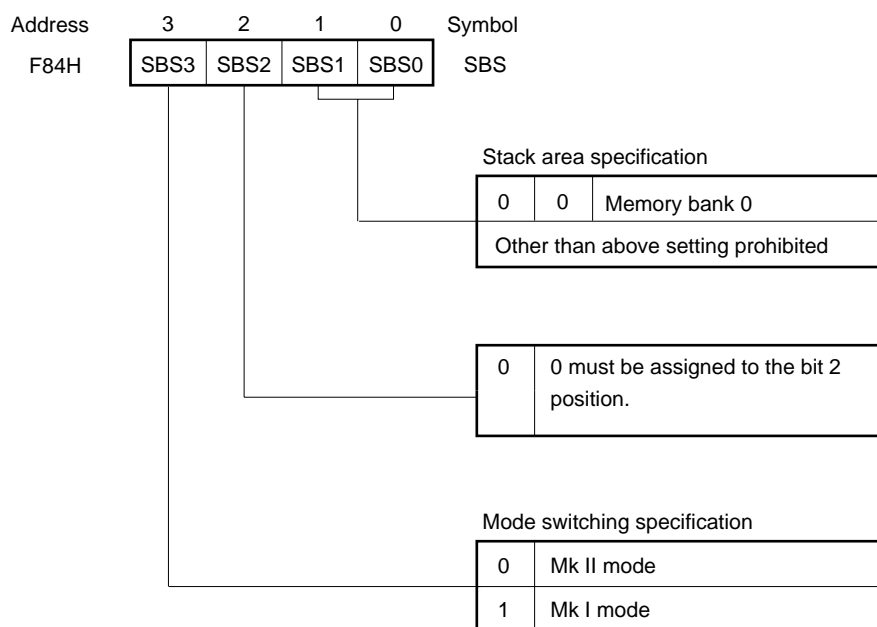 Address 3 2 1 0 Symbol
F84H SBS3 SBS2 SBS1 SBS0 SBS
Stack area specification
0 0 Memory bank 0
Other than above setting prohibited
0 0 must be assigned to the bit 2
position.
Mode switching specification
0 Mk II mode
1 Mk I mode